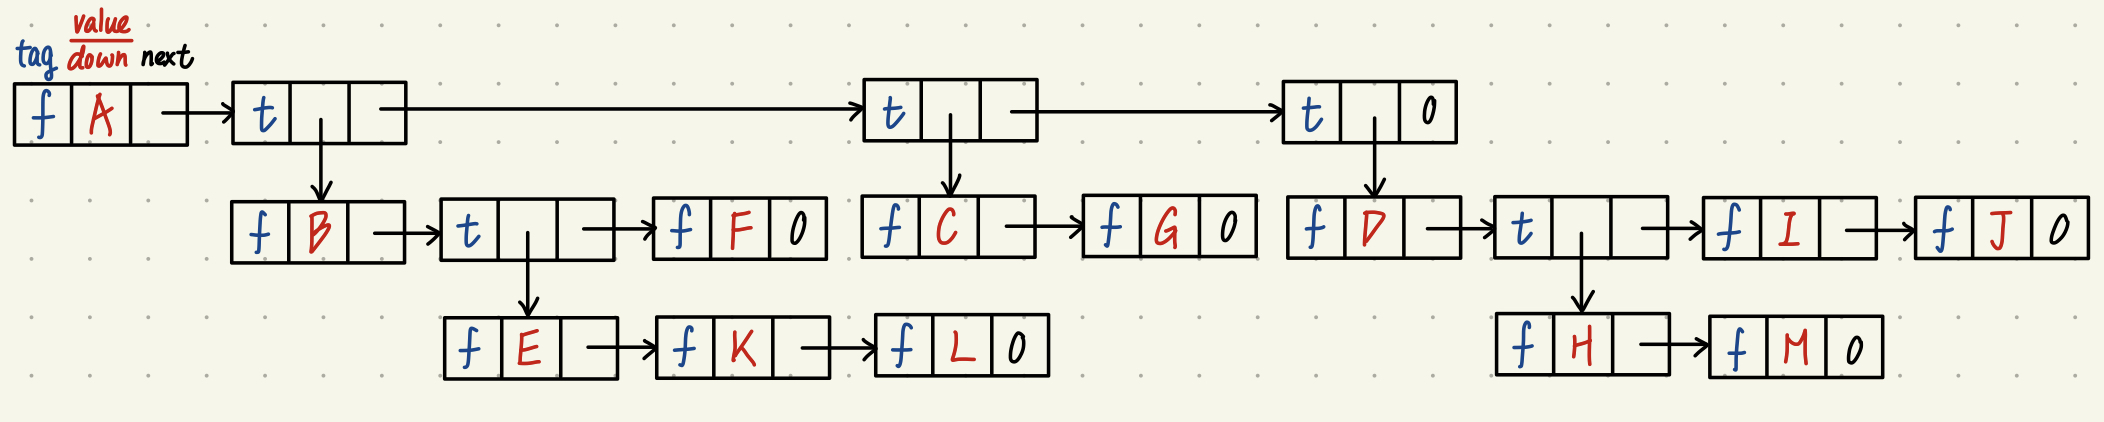 value
tag down next
f A t t t 0
f B t f F 0 f C f G 0 f D t f I f J 0
f E f K f L 0 f H f M 0